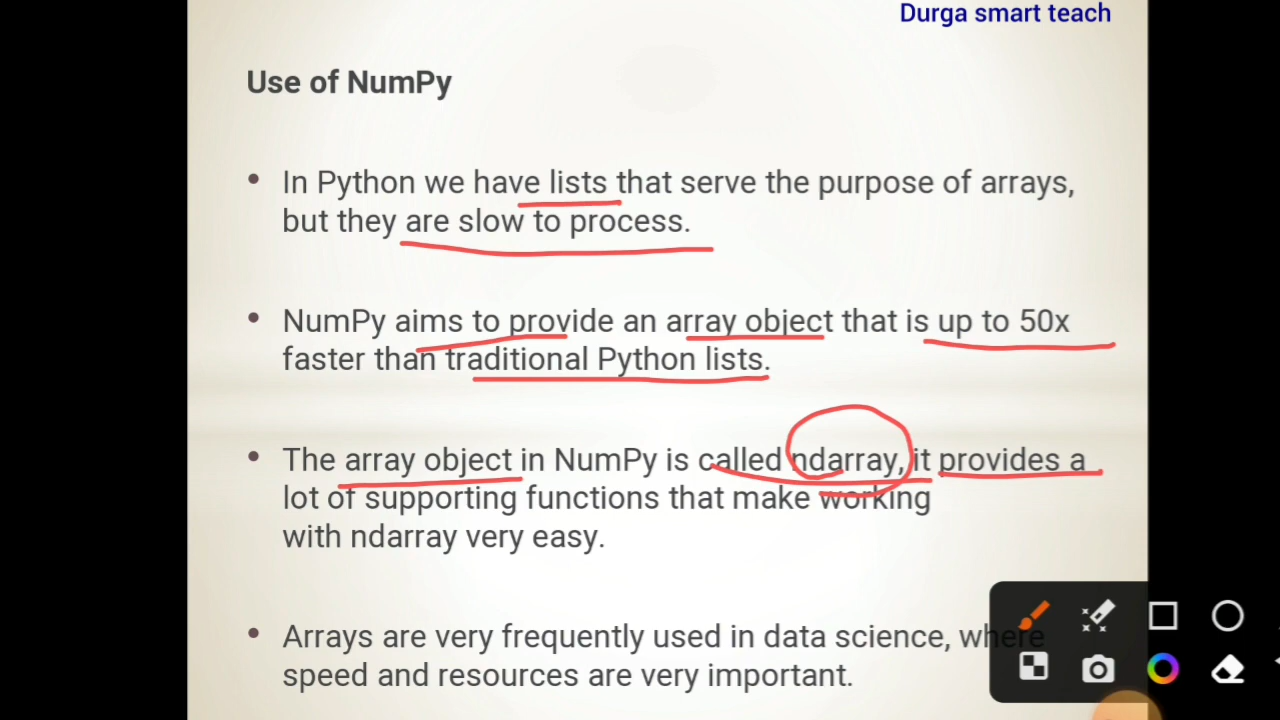 Durga smart teach
Use of NumPy
• In Python we have lists that serve the purpose of arrays,
but they are slow to process.
• NumPy aims to provide an array object that is up to 50x
faster than traditional Python lists.
• The array object in NumPy is called ndarray, it provides a
lot of supporting functions that make working
with ndarray very easy.
• Arrays are very frequently used in data science, where
speed and resources are very important.